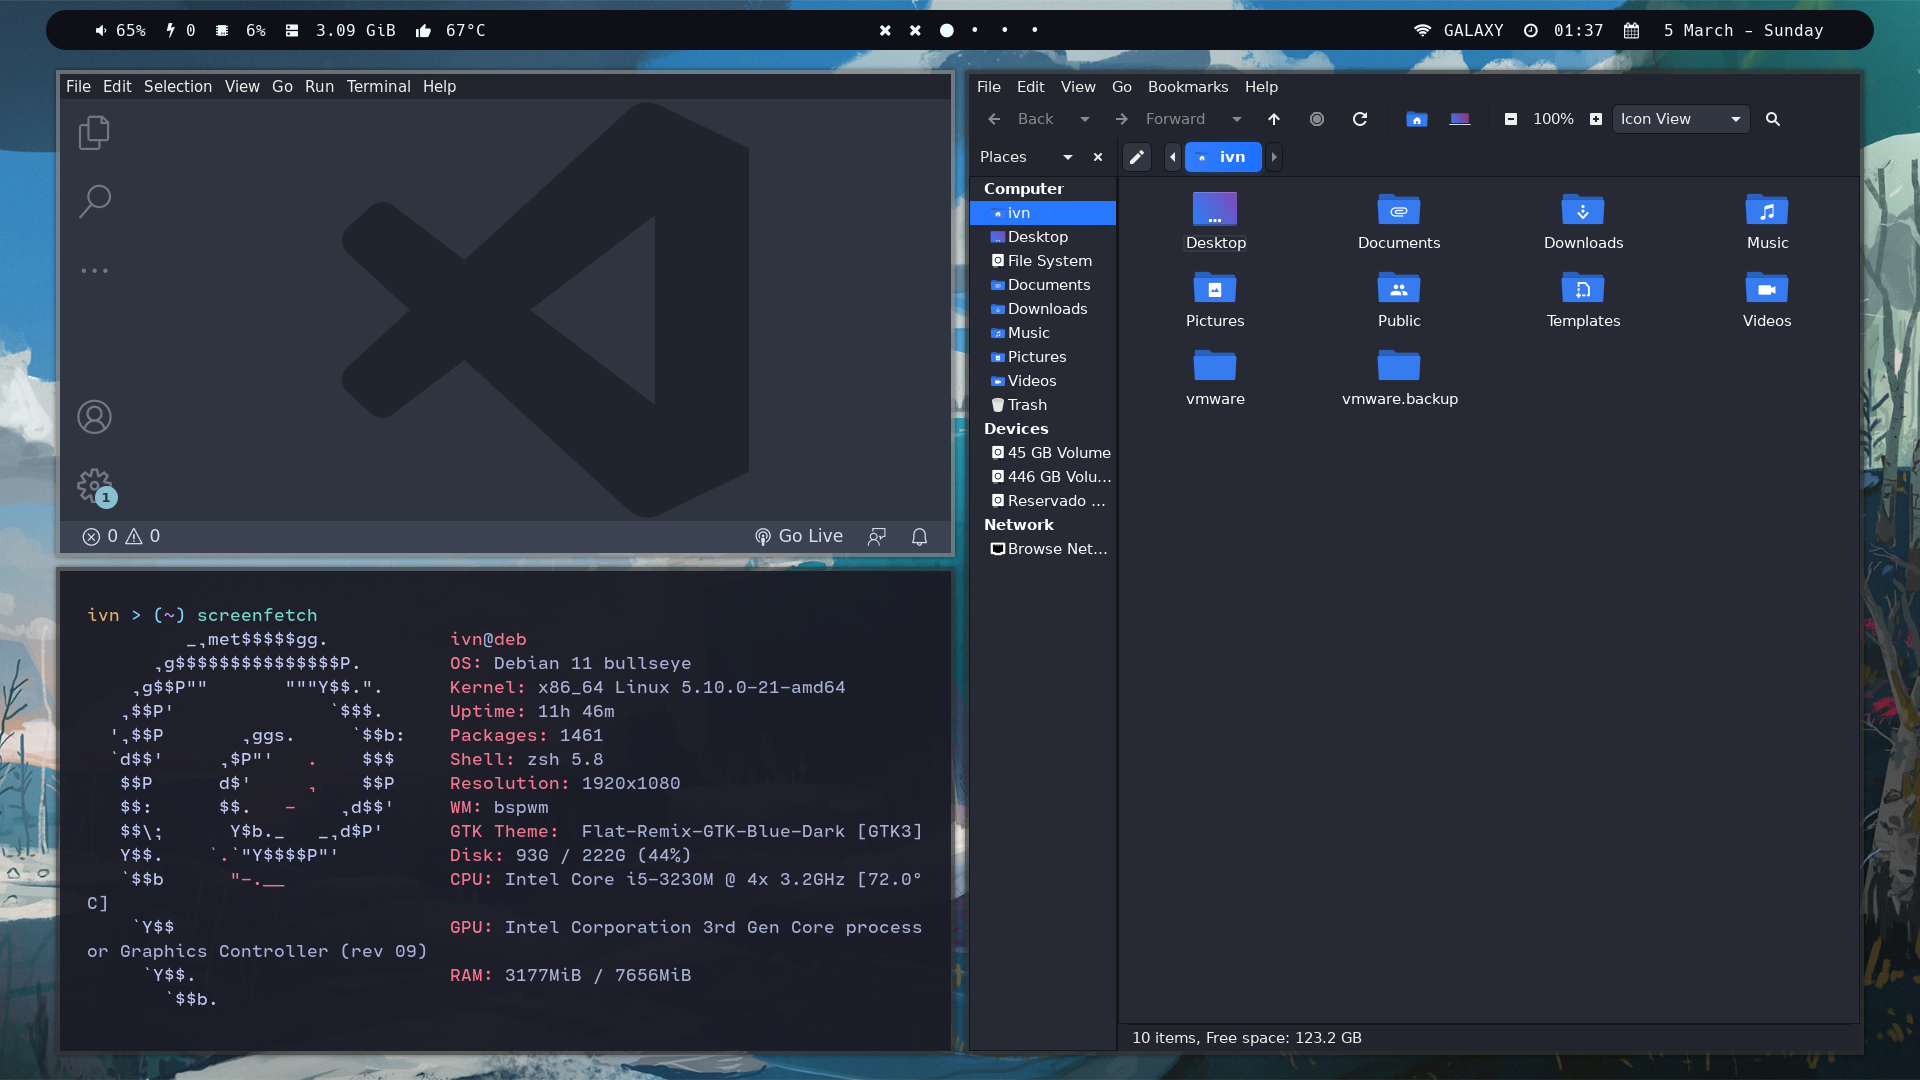 65% 0 6% 3.09 GiB 67°C
GALAXY 01:37 5 March - Sunday
File Edit Selection View Go Run Terminal Help
1
0 0 Go Live
ivn > (~) screenfetch
_,met$$$$$gg. ivn@deb
,g$$$$$$$$$$$$$$$P. OS: Debian 11 bullseye
,g$$P"" """Y$$.". Kernel: x86_64 Linux 5.10.0-21-amd64
,$$P' `$$$. Uptime: 11h 46m
',$$P ,ggs. `$$b: Packages: 1461
`d$$' ,$P"' . $$$ Shell: zsh 5.8
$$P d$' , $$P Resolution: 1920x1080
$$: $$. - ,d$$' WM: bspwm
$$\; Y$b._ _,d$P' GTK Theme: Flat-Remix-GTK-Blue-Dark [GTK3]
Y$$. `.`"Y$$$$P"' Disk: 93G / 222G (44%)
`$$b "-.__ CPU: Intel Core i5-3230M @ 4x 3.2GHz [72.0°
C]
`Y$$ GPU: Intel Corporation 3rd Gen Core process
or Graphics Controller (rev 09)
`Y$$. RAM: 3177MiB / 7656MiB
`$$b.
File Edit View Go Bookmarks Help
Back Forward 100% Icon View
Places ivn
Computer
ivn
Desktop
File System
Documents
Downloads
Music
Pictures
Videos
Trash
Devices
45 GB Volume
446 GB Volu...
Reservado ...
Network
Browse Net...
Desktop Documents Downloads Music
Pictures Public Templates Videos
vmware vmware.backup
10 items, Free space: 123.2 GB